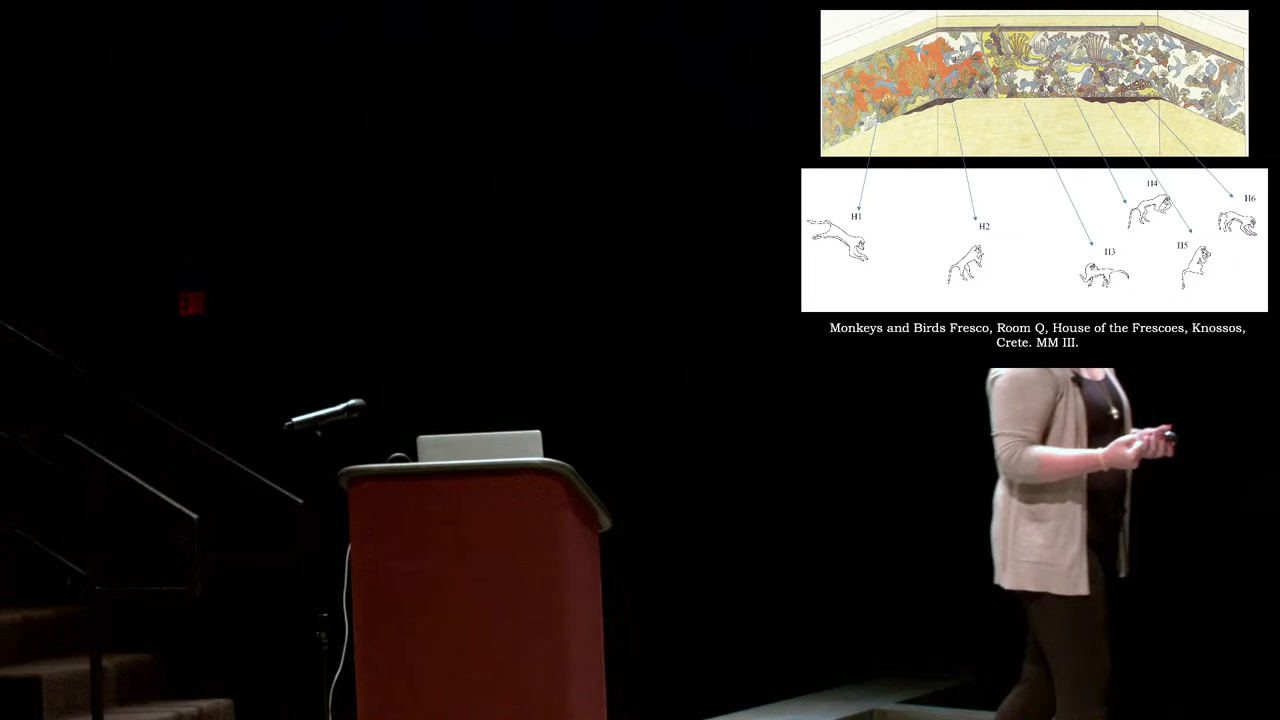 H1
H2
H3
H4
H5
H6
Monkeys and Birds Fresco, Room Q, House of the Frescoes, Knossos,
Crete. MM III.
EXIT